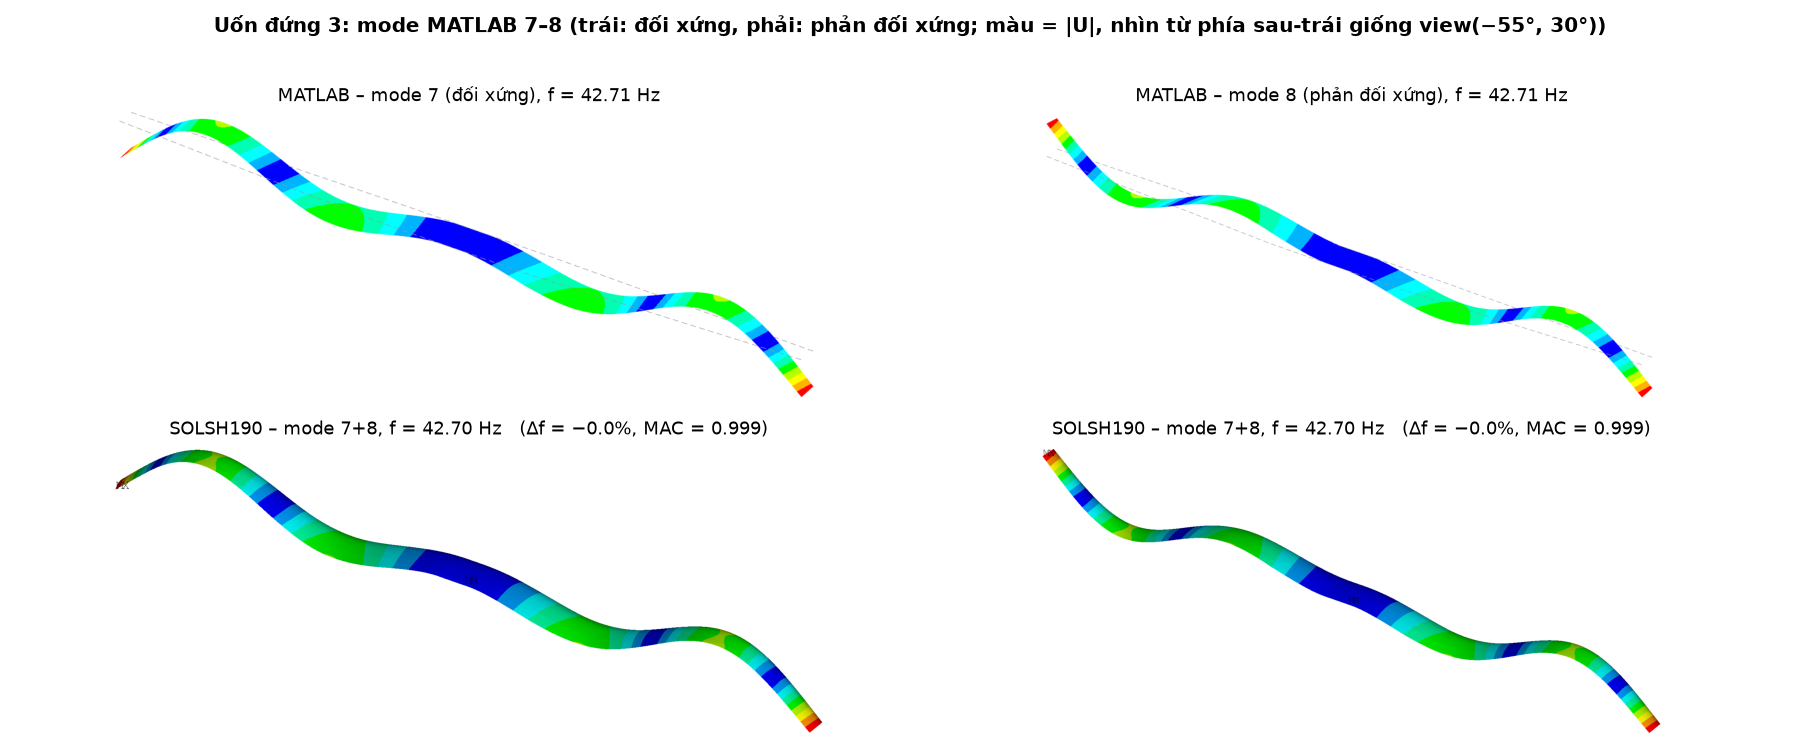 Uốn đứng 3: mode MATLAB 7–8 (trái: đối xứng, phải: phản đối xứng; màu = |U|, nhìn từ phía sau-trái giống view(−55°, 30°))
MATLAB – mode 7 (đối xứng), f = 42.71 Hz
MATLAB – mode 8 (phản đối xứng), f = 42.71 Hz
SOLSH190 – mode 7+8, f = 42.70 Hz (Δf = −0.0%, MAC = 0.999)
SOLSH190 – mode 7+8, f = 42.70 Hz (Δf = −0.0%, MAC = 0.999)